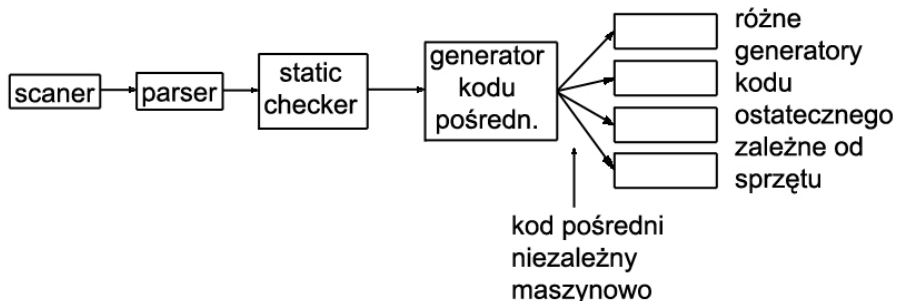 scaner
parser
static
checker
generator
kodu
pośredn.
różne
generatory
kodu
ostatecznego
zależne od
sprzętu
kod pośredni
niezależny
maszynowo